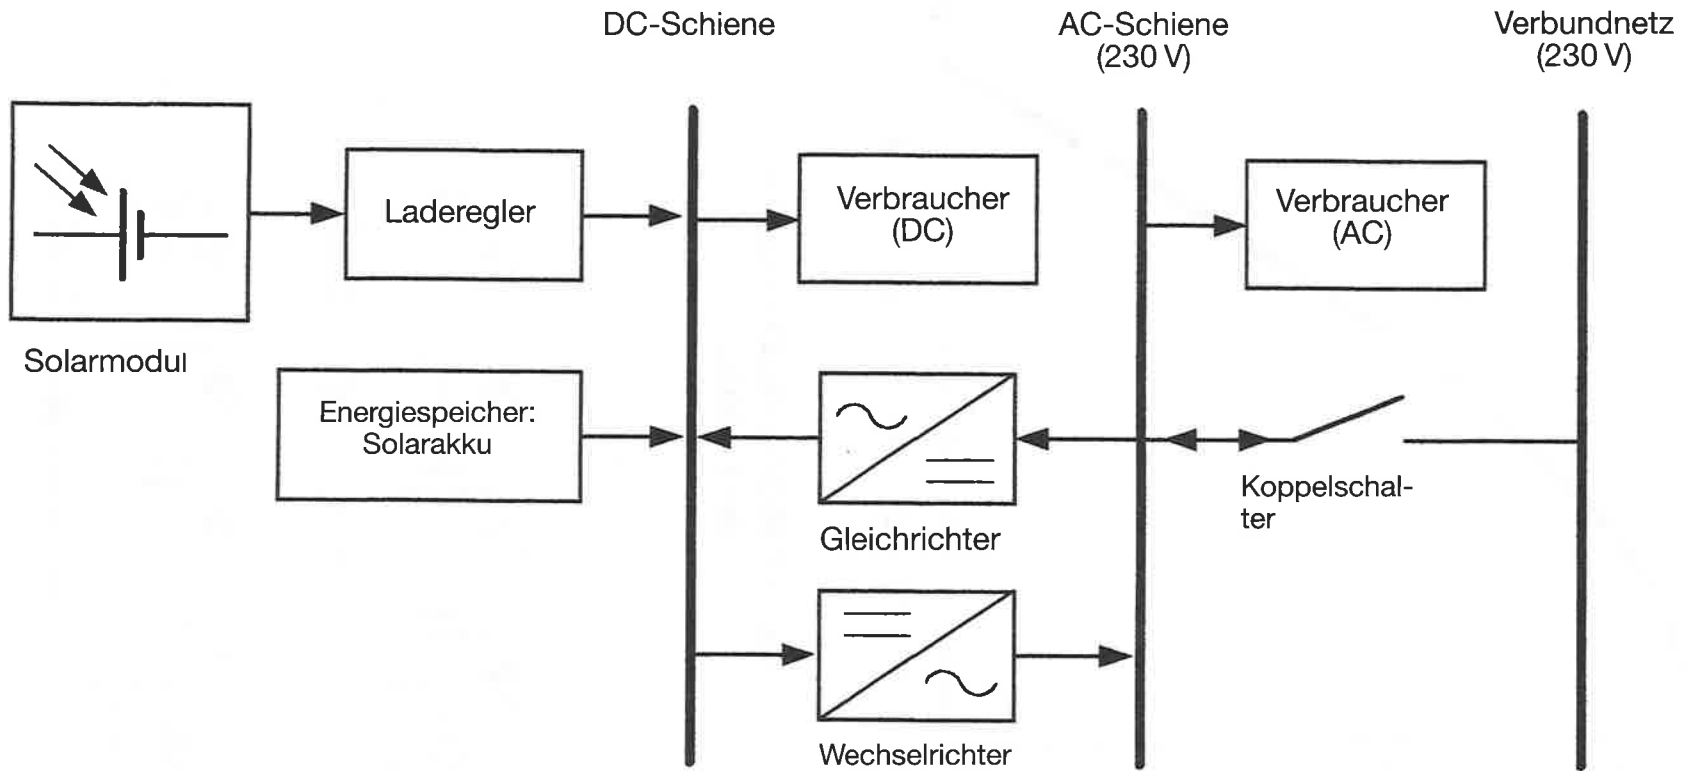 DC-Schiene
AC-Schiene
(230 V)
Verbundnetz
(230 V)
Laderegler
Verbraucher
(DC)
Verbraucher
(AC)
Solarmodul
Energiespeicher:
Solarakku
Gleichrichter
Koppelschal-
ter
Wechselrichter